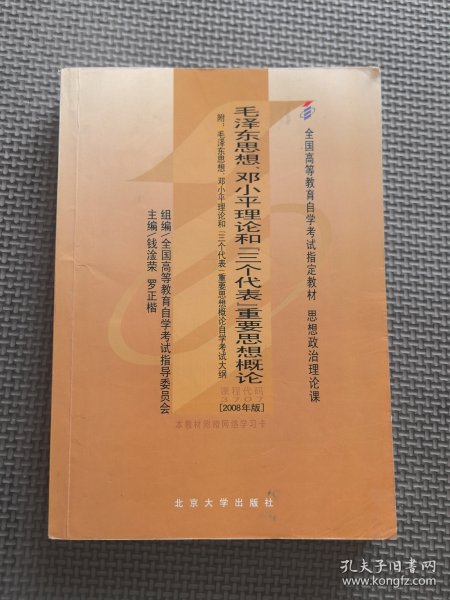 全国高等教育自学考试指定教材 思想政治理论课
毛泽东思想、邓小平理论和「三个代表」重要思想概论
附：毛泽东思想、邓小平理论和「三个代表」重要思想概论自学考试大纲
课程代码
3707
[2008年版]
组编/全国高等教育自学考试指导委员会
主编/钱淦荣 罗正楷
本教材附赠网络学习卡
北京大学出版社
孔夫子旧书网
www.kongfz.com